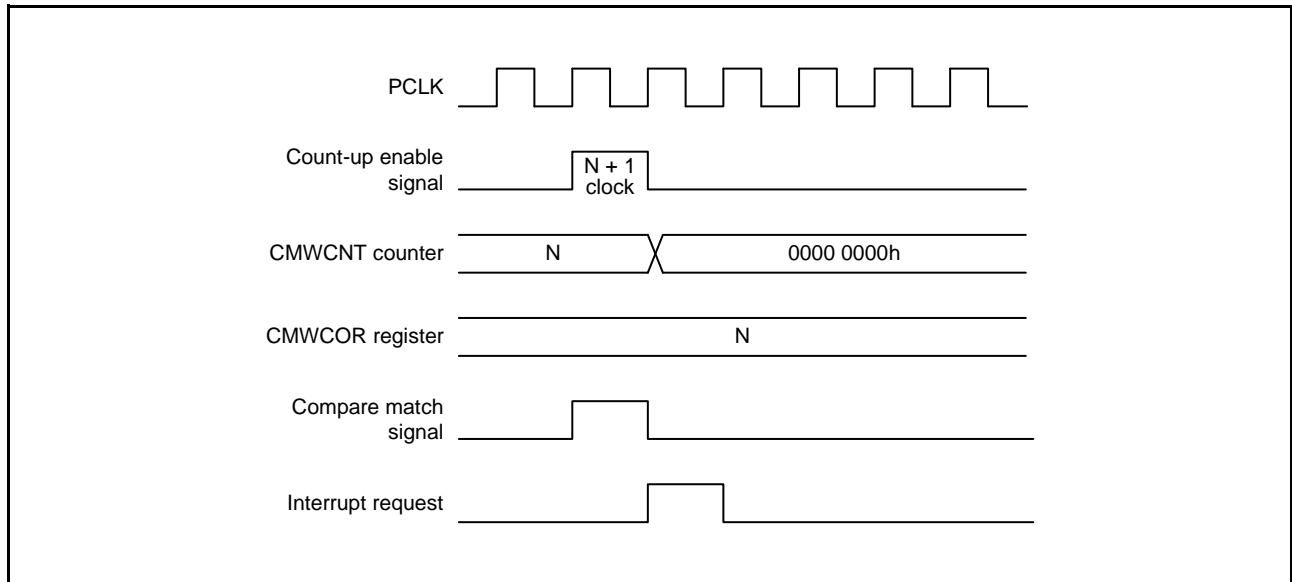 PCLK
Count-up enable
signal
N + 1
clock
CMWCNT counter
N
0000 0000h
CMWCOR register
N
Compare match
signal
Interrupt request